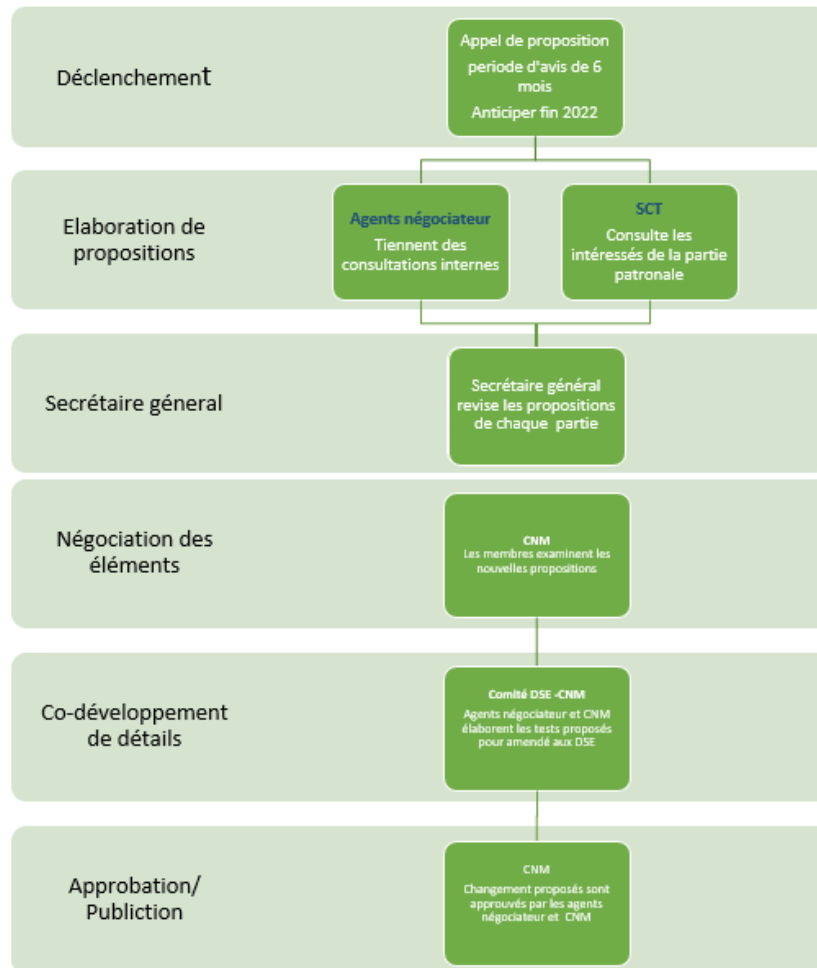 Déclenchement
Appel de proposition
periode d'avis de 6
mois
Anticiper fin 2022
Elaboration de
propositions
Agents négociateur
Tiennent des
consultations internes
SCT
Consulte les
intéressés de la partie
patronale
Secrétaire géneral
Secrétaire général
revise les propositions
de chaque partie
Négociation des
éléments
CNM
Les membres examinent les
nouvelles propositions
Co-développement
de détails
Comité DSE -CNM
Agents négociateur et CNM
élaborent les tests proposés
pour amendé aux DSE
Approbation/
Publiction
CNM
Changement proposés sont
approuvés par les agents
négociateur et CNM